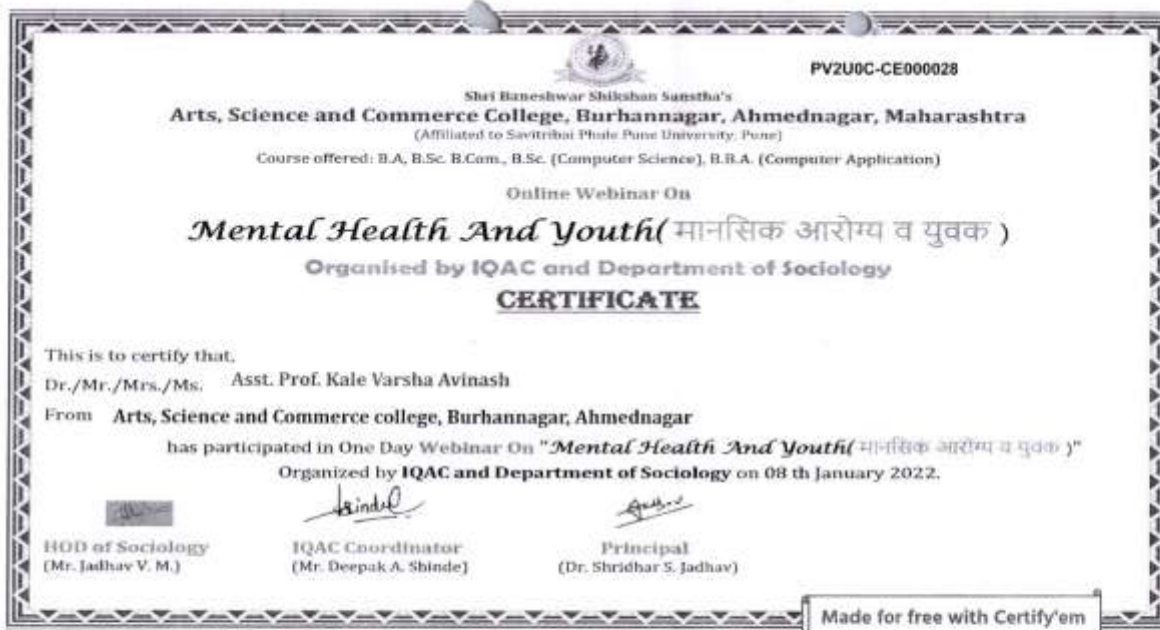 PV2U0C-CE000028
Shri Baneshwar Shikshan Sanstha's
Arts, Science and Commerce College, Burhannagar, Ahmednagar, Maharashtra
(Affiliated to Savitribai Phule Pune University, Pune)
Course offered: B.A, B.Sc. B.Com., B.Sc. (Computer Science), B.B.A. (Computer Application)
Online Webinar On
Mental Health And Youth( मानसिक आरोग्य व युवक )
Organised by IQAC and Department of Sociology
CERTIFICATE
This is to certify that,
Dr./Mr./Mrs./Ms. Asst. Prof. Kale Varsha Avinash
From Arts, Science and Commerce college, Burhannagar, Ahmednagar
has participated in One Day Webinar On "Mental Health And Youth( मानसिक आरोग्य व युवक )"
Organized by IQAC and Department of Sociology on 08 th January 2022.
HOD of Sociology IQAC Coordinator Principal
(Mr. Jadhav V. M.) (Mr. Deepak A. Shinde) (Dr. Shridhar S. Jadhav)
Made for free with Certify'em